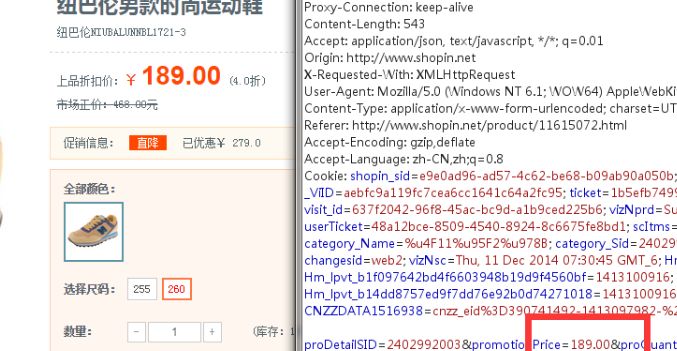 纽巴伦男款时尚运动鞋
纽巴伦NIUBALUNNBL1721-3
上品折扣价: ¥ 189.00 (4.0折)
市场正价: 468.00元
促销信息: 直降 已优惠¥ 279.0
全部颜色:
选择尺码: 255 260
数量: - 1 + (库存:
Proxy-Connection: keep-alive
Content-Length: 543
Accept: application/json, text/javascript, */*; q=0.01
Origin: http://www.shopin.net
X-Requested-With: XMLHttpRequest
User-Agent: Mozilla/5.0 (Windows NT 6.1; WOW64) AppleWebKi
Content-Type: application/x-www-form-urlencoded; charset=UT
Referer: http://www.shopin.net/product/11615072.html
Accept-Encoding: gzip,deflate
Accept-Language: zh-CN,zh;q=0.8
Cookie: shopin_sid=e9e0ad96-ad57-4c62-be68-b09ab90a050b;
_ViID=aebfc9a119fc7cea6cc1641c64a2fc95; ticket=1b5efb7499
visit_id=637f2042-96f8-45ac-bc9d-a1b9ced225b6; vizNprd=Su
userTicket=48a12bce-8509-4540-8924-8c6675fe8bd1; scItms=
category_Name=%u4F11%u95F2%u978B; category_Sid=240299
changesid=web2; vizNsc=Thu, 11 Dec 2014 07:30:45 GMT_6; H
Hm_lpvt_b1f097642bd4f6603948b19d9f4560bf=1413100916;
Hm_lpvt_b14dd8757ed9f7dd76e92b0d74271018=1413100916
CNZZDATA1516938=cnzz_eid%3D390741492-1413097982-%2
proDetailSID=2402992003&promotionPrice=189.00&proQuant